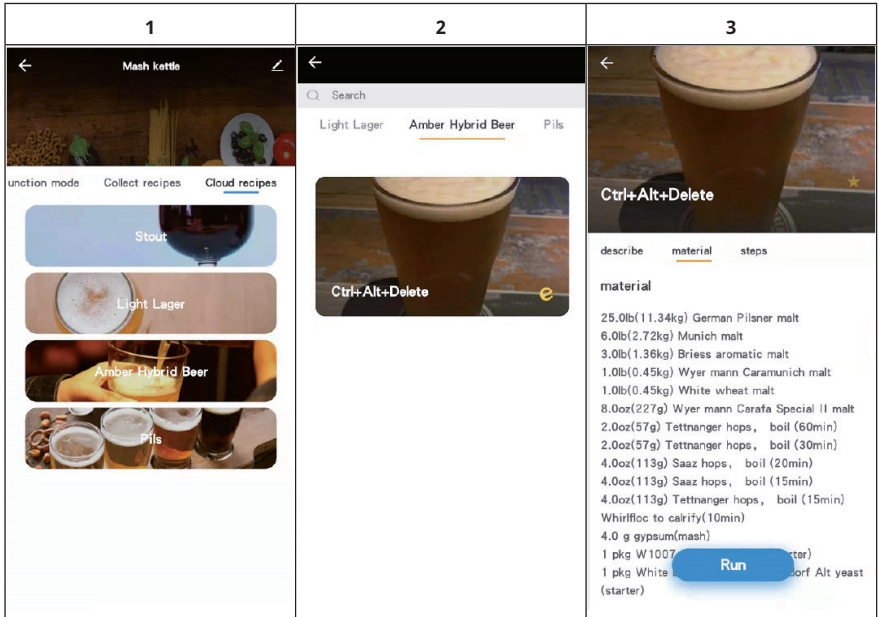 1
2
3
Mash kettle
unction mode Collect recipes Cloud recipes
Stout
Light Lager
Amber Hybrid Beer
Pils
Search
Light Lager Amber Hybrid Beer Pils
Ctrl+Alt+Delete
Ctrl+Alt+Delete
describe material steps
material
25.0lb(11.34kg) German Pilsner malt
6.0lb(2.72kg) Munich malt
3.0lb(1.36kg) Briess aromatic malt
1.0lb(0.45kg) Wyer mann Caramunich malt
1.0lb(0.45kg) White wheat malt
8.0oz(227g) Wyer mann Carafa Special II malt
2.0oz(57g) Tettnanger hops, boil (60min)
2.0oz(57g) Tettnanger hops, boil (30min)
4.0oz(113g) Saaz hops, boil (20min)
4.0oz(113g) Saaz hops, boil (15min)
4.0oz(113g) Tettnanger hops, boil (15min)
Whirlfloc to calrify(10min)
4.0 g gypsum(mash)
1 pkg W1007 rter)
Run
1 pkg White dorf Alt yeast
(starter)